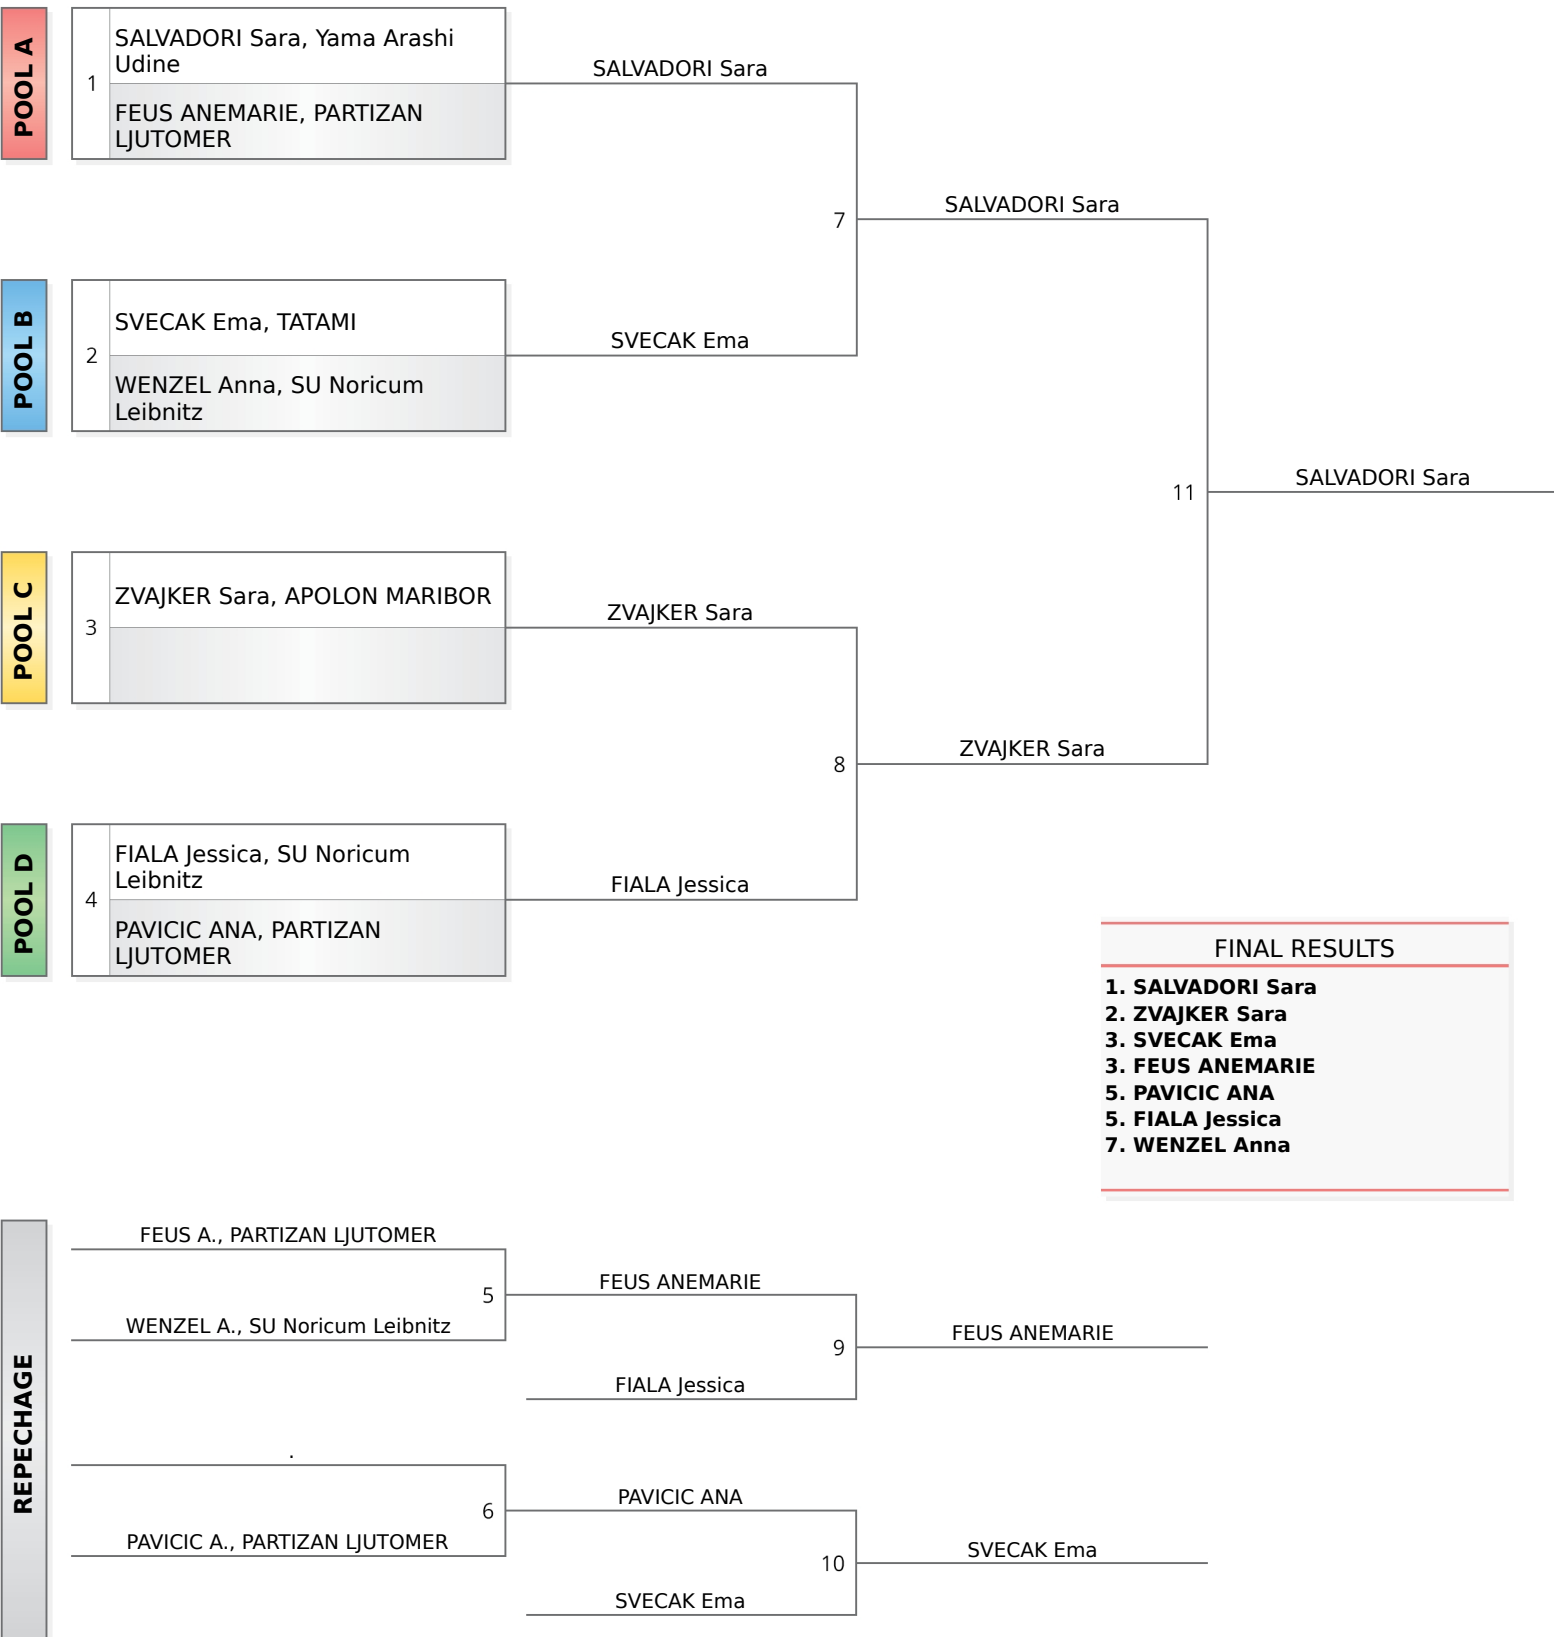 POOL A
1
SALVADORI Sara, Yama Arashi
Udine
FEUS ANEMARIE, PARTIZAN
LJUTOMER
SALVADORI Sara
7
SALVADORI Sara
POOL B
2
SVECAK Ema, TATAMI
WENZEL Anna, SU Noricum
Leibnitz
SVECAK Ema
11
SALVADORI Sara
POOL C
3
ZVAJKER Sara, APOLON MARIBOR
ZVAJKER Sara
8
ZVAJKER Sara
POOL D
4
FIALA Jessica, SU Noricum
Leibnitz
PAVICIC ANA, PARTIZAN
LJUTOMER
FIALA Jessica
FINAL RESULTS
1. SALVADORI Sara
2. ZVAJKER Sara
3. SVECAK Ema
3. FEUS ANEMARIE
5. PAVICIC ANA
5. FIALA Jessica
7. WENZEL Anna
REPECHAGE
FEUS A., PARTIZAN LJUTOMER
5
WENZEL A., SU Noricum Leibnitz
FEUS ANEMARIE
9
FIALA Jessica
FEUS ANEMARIE
.
6
PAVICIC A., PARTIZAN LJUTOMER
PAVICIC ANA
10
SVECAK Ema
SVECAK Ema